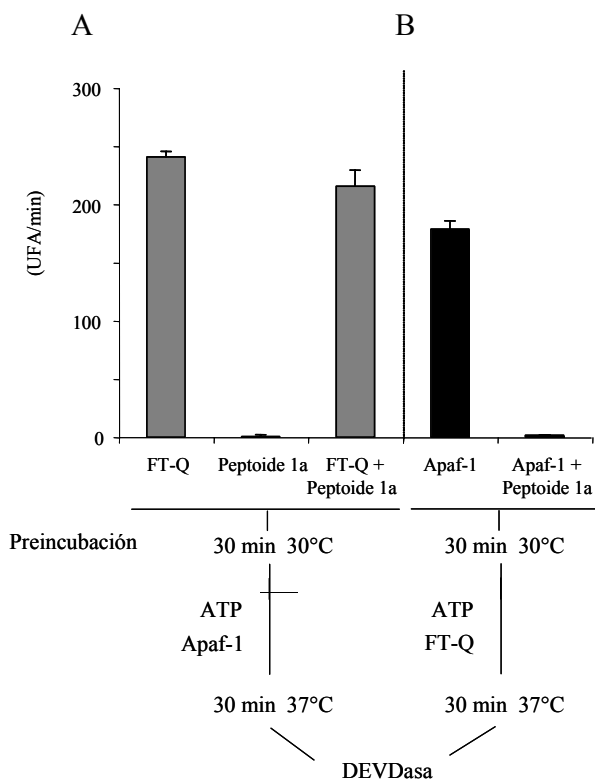 A B
300
200
100
0
(UFA/min)
FT-Q Peptoide 1a FT-Q + Peptoide 1a Apaf-1 Apaf-1 + Peptoide 1a
Preincubación 30 min 30°C 30 min 30°C
ATP ATP
Apaf-1 FT-Q
30 min 37°C 30 min 37°C
DEVDasa